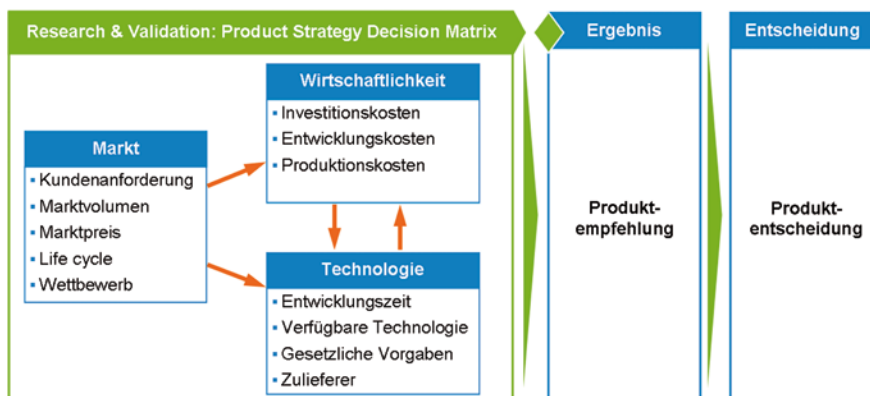 Research & Validation: Product Strategy Decision Matrix
Markt
▪ Kundenanforderung
▪ Marktvolumen
▪ Marktpreis
▪ Life cycle
▪ Wettbewerb
Wirtschaftlichkeit
▪ Investitionskosten
▪ Entwicklungskosten
▪ Produktionskosten
Technologie
▪ Entwicklungszeit
▪ Verfügbare Technologie
▪ Gesetzliche Vorgaben
▪ Zulieferer
Ergebnis
Produkt-
empfehlung
Entscheidung
Produkt-
entscheidung